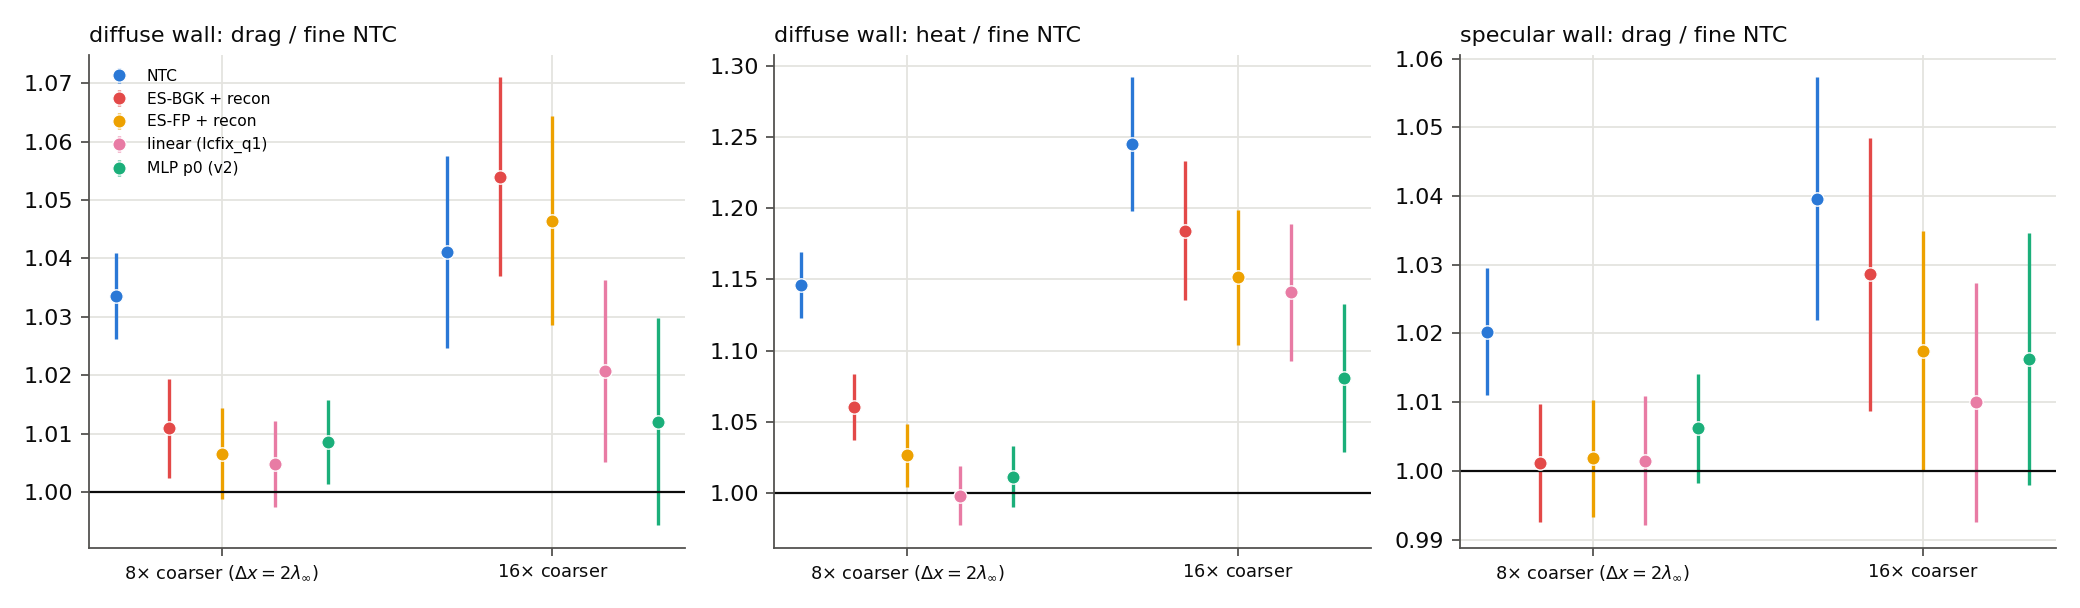 diffuse wall: drag / fine NTC
1.07
1.06
1.05
1.04
1.03
1.02
1.01
1.00
NTC
ES-BGK + recon
ES-FP + recon
linear (lcfix_q1)
MLP p0 (v2)
8× coarser (Δx = 2λ∞)
16× coarser
diffuse wall: heat / fine NTC
1.30
1.25
1.20
1.15
1.10
1.05
1.00
8× coarser (Δx = 2λ∞)
16× coarser
specular wall: drag / fine NTC
1.06
1.05
1.04
1.03
1.02
1.01
1.00
0.99
8× coarser (Δx = 2λ∞)
16× coarser